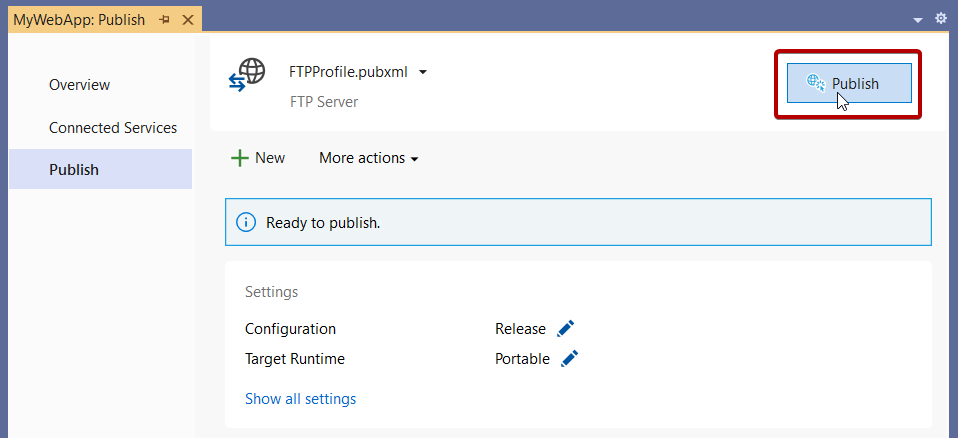 MyWebApp: Publish
Overview
Connected Services
Publish
FTPProfile.pubxml
FTP Server
Publish
New
More actions
Ready to publish.
Settings
Configuration Release
Target Runtime Portable
Show all settings